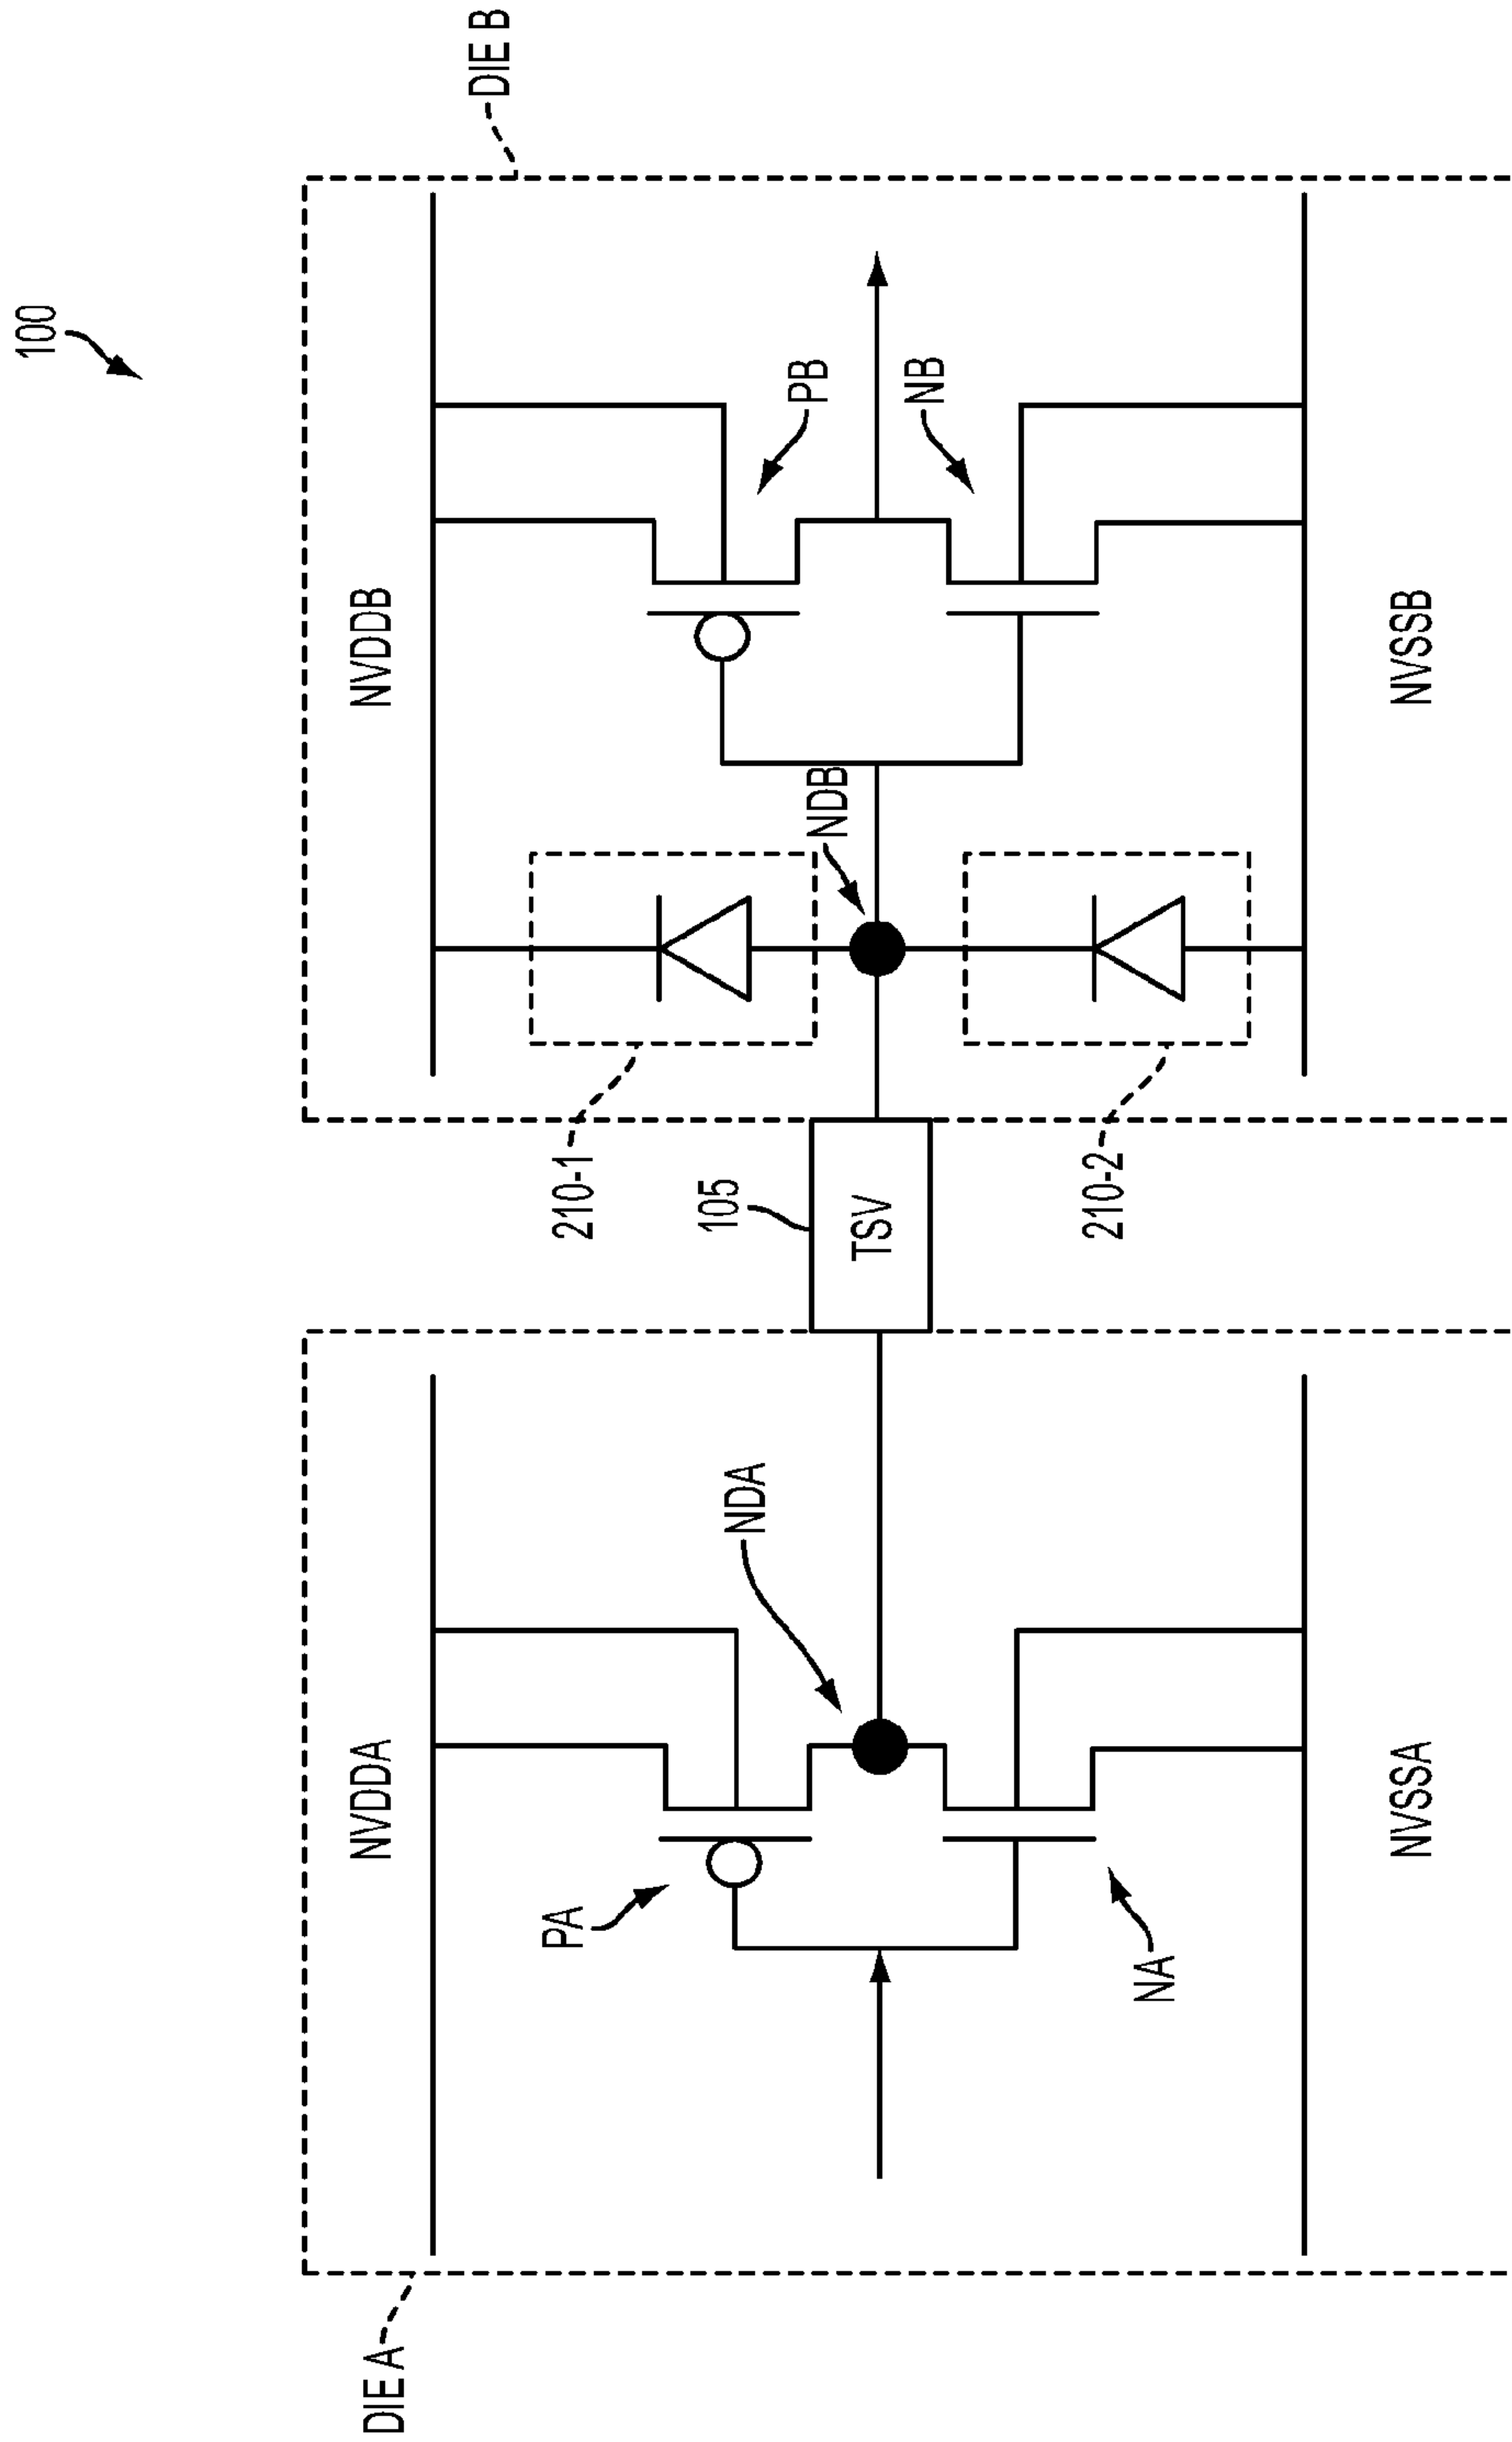 100
DIE A
DIE B
NVDDA
NVDDB
PA
NDA
210-1
105
TSV
NDB
PB
NB
NA
210-2
NVSSA
NVSSB